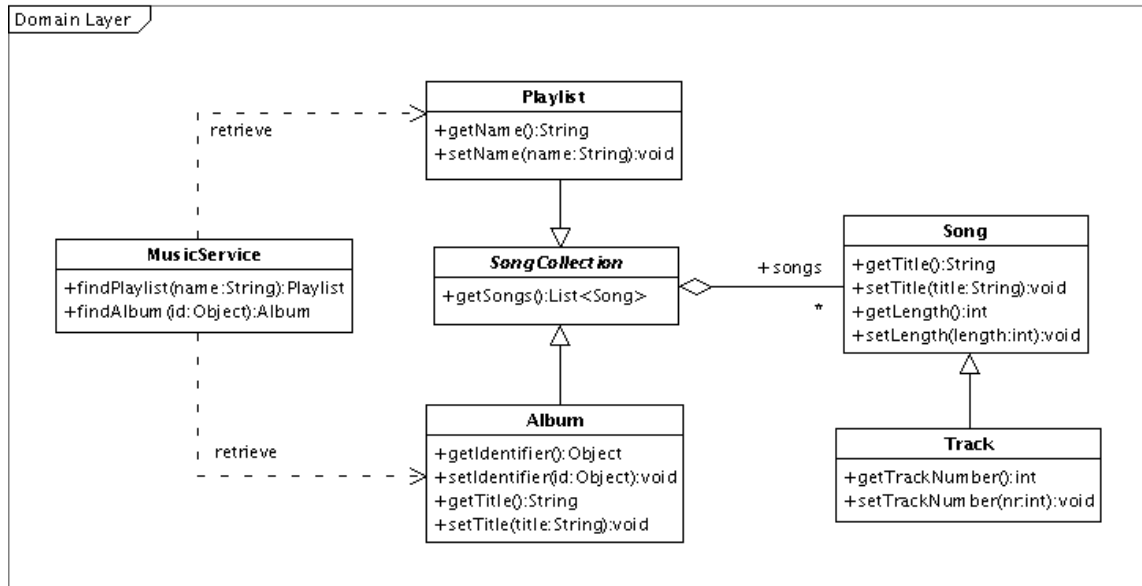 Domain Layer
Playlist
+getName():String
+setName(name:String):void
retrieve
MusicService
+findPlaylist(name:String):Playlist
+findAlbum(id:Object):Album
SongCollection
+getSongs():List<Song>
+songs
*
Song
+getTitle():String
+setTitle(title:String):void
+getLength():int
+setLength(length:int):void
retrieve
Album
+getIdentifier():Object
+setIdentifier(id:Object):void
+getTitle():String
+setTitle(title:String):void
Track
+getTrackNumber():int
+setTrackNumber(nr:int):void